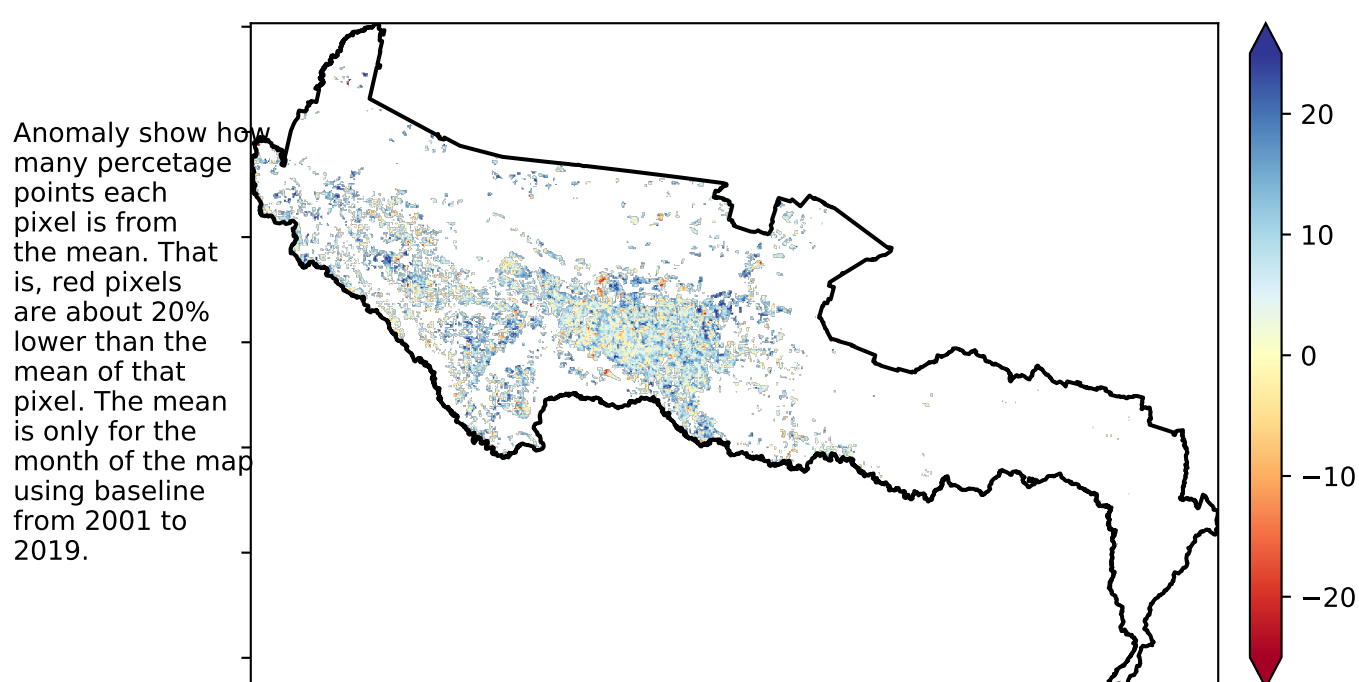 Anomaly show how
many percetage
points each
pixel is from
the mean. That
is, red pixels
are about 20%
lower than the
mean of that
pixel. The mean
is only for the
month of the map
using baseline
from 2001 to
2019.
20
10
0
−10
−20